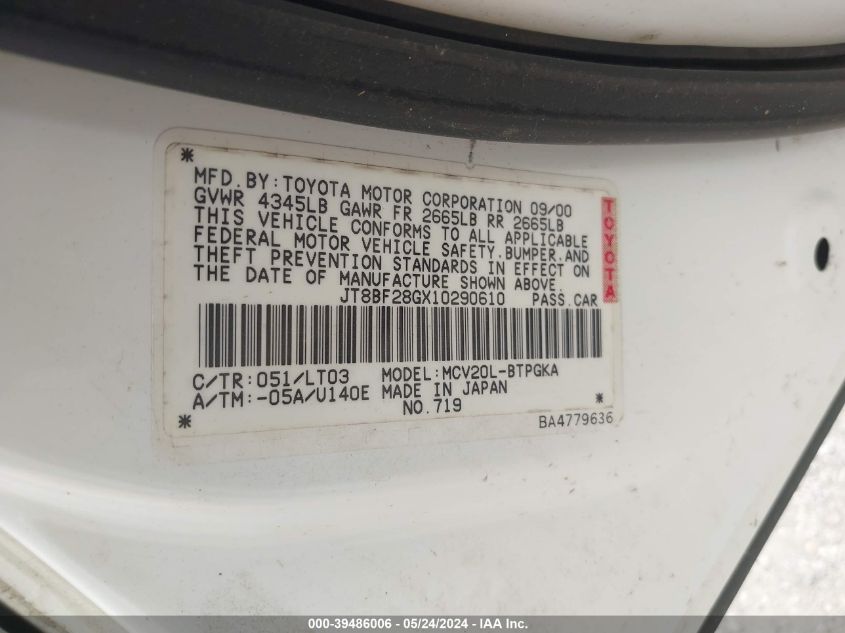 MFD.BY:TOYOTA MOTOR CORPORATION 09/00
GVWR 4345LB GAWR FR 2665LB RR 2665LB
THIS VEHICLE CONFORMS TO ALL APPLICABLE
FEDERAL MOTOR VEHICLE SAFETY.BUMPER.AND
THEFT PREVENTION STANDARDS IN EFFECT ON
THE DATE OF MANUFACTURE SHOWN ABOVE.
JT8BF28GX10290610 PASS.CAR
TOYOTA
C/TR:051/LT03 MODEL:MCV20L-BTPGKA
A/TM:-05A/U140E MADE IN JAPAN
NO.719
BA4779636
000-39486006 - 05/24/2024 - IAA Inc.